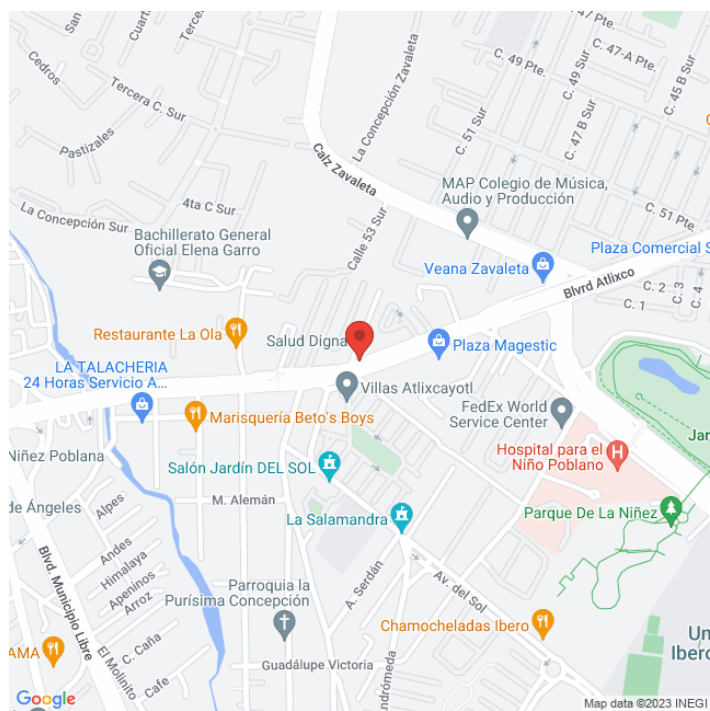 C. 47 Pte.
C. 45 B Sur
San
Cuart
C. 49 Pte.
C. 47-A Pte.
Cedros
Tercera C. Sur
La Concepción Zavaleta
C. 49 Sur
C. 47 B Sur
C. 51 Sur
Pastizales
Calz Zavaleta
MAP Colegio de Música,
Audio y Producción
4ta C Sur
La Concepción Sur
Calle 53 Sur
C. 51 Pte.
Bachillerato General
Oficial Elena Garro
Plaza Comercial S
Veana Zavaleta
Blvrd Atlixco
C. 2
C. 3
C. 4
C. 1
Restaurante La Ola
Salud Digna
Plaza Magestic
LA TALACHERIA
24 Horas Servicio A...
Villas Atlixcayotl
Marisquería Beto's Boys
FedEx World
Service Center
Jar
Niñez Poblana
Hospital para el
Niño Poblano
Salón Jardín DEL SOL
de Ángeles
Alpes
M. Alemán
La Salamandra
Parque De La Niñez
Andes
Himalaya
Apeninos
Arroz
Blvd. Municipio Libre
Parroquia la
Purísima Concepción
A. Serdán
Av. del Sol
Chamocheladas Ibero
Un
Ibero
AMA
El Molinito
C. Caña
Cafe
Guadálupe Victoria
Andrómeda
Google
Map data ©2023 INEGI